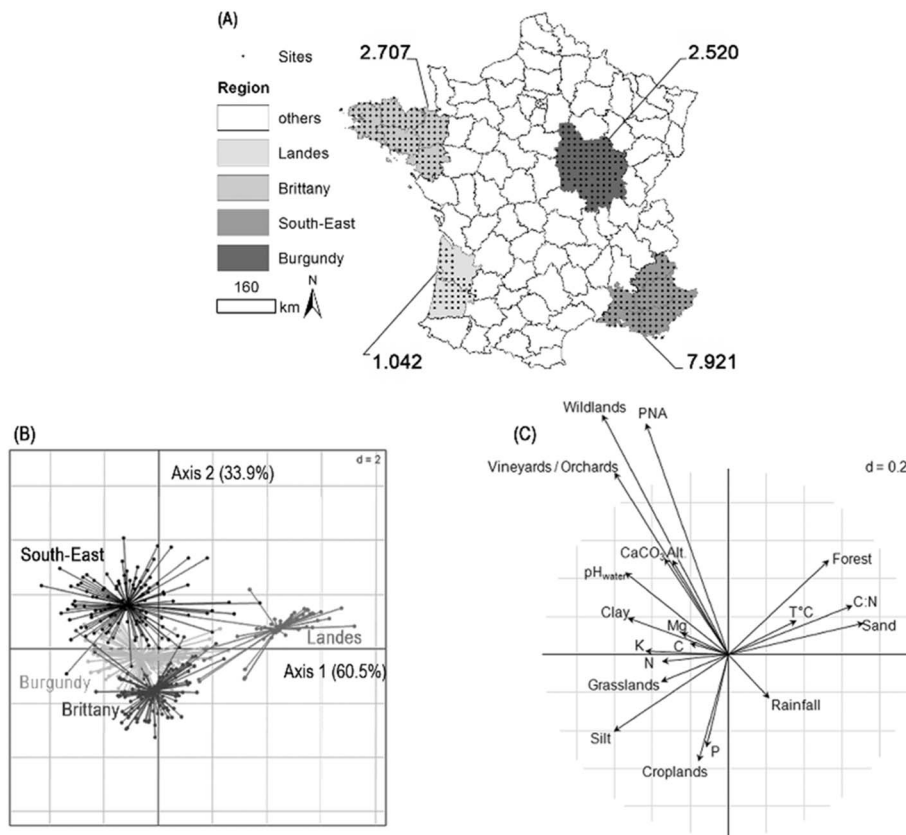 (A)
Sites
Region
others
Landes
Brittany
South-East
Burgundy
160
km
N
2.707
2.520
1.042
7.921
(B)
d = 2
Axis 2 (33.9%)
South-East
Landes
Axis 1 (60.5%)
Burgundy
Brittany
(C)
d = 0.2
Wildlands
PNA
Vineyards / Orchards
CaCO3 Alt.
pHwater
Forest
Clay
Mg
T°C
C:N
Sand
K
C
N
Grasslands
Rainfall
Silt
P
Croplands